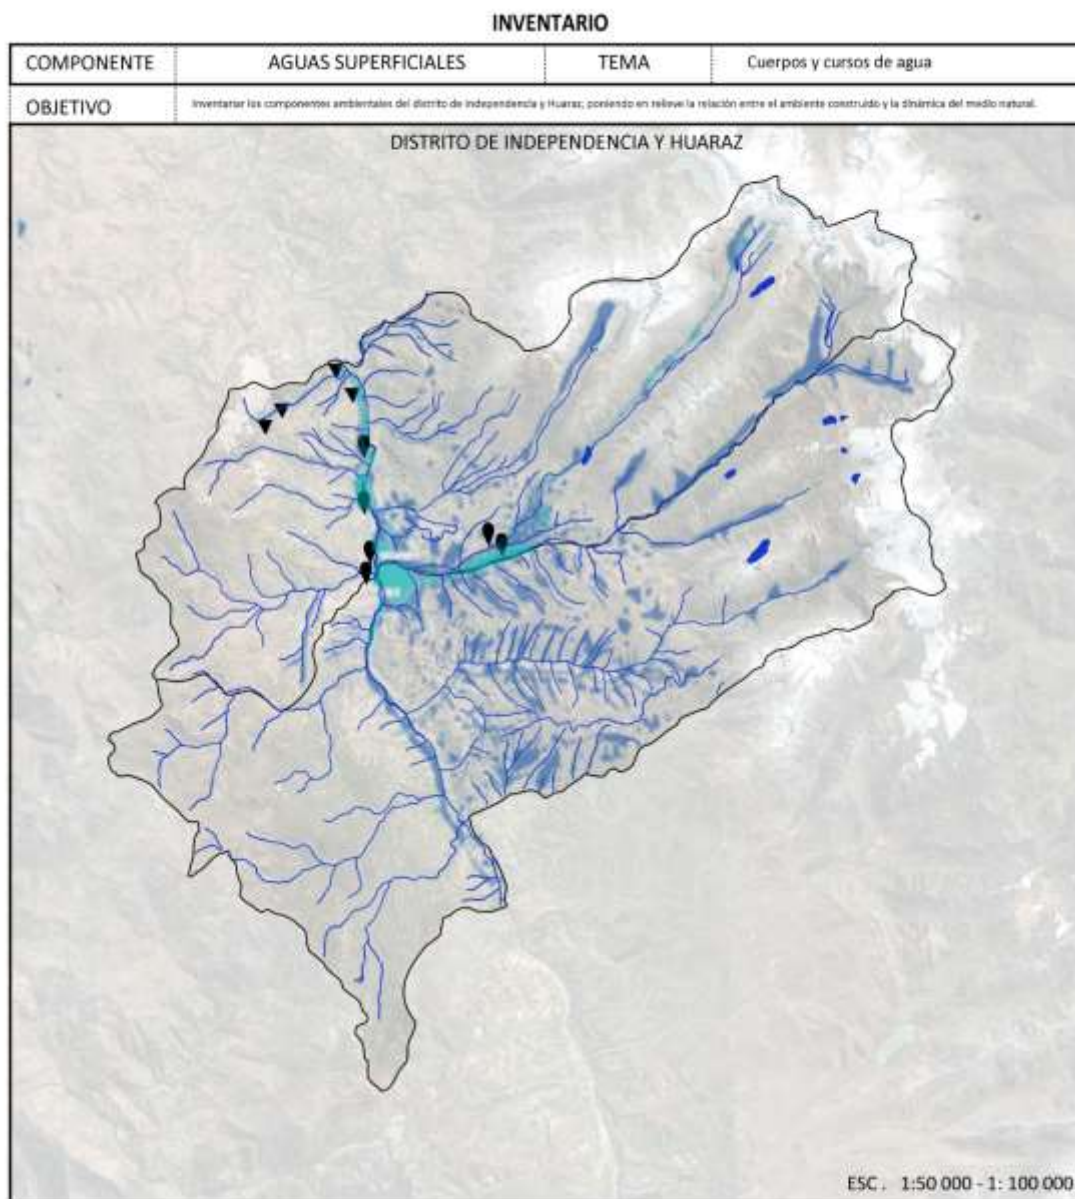 INVENTARIO
COMPONENTE AGUAS SUPERFICIALES TEMA Cuerpos y cursos de agua
OBJETIVO Inventariar los componentes ambientales del distrito de Independencia y Huaraz; poniendo en relieve la relación entre el ambiente construido y la dinámica del medio natural.
DISTRITO DE INDEPENDENCIA Y HUARAZ
ESC. 1:50 000 - 1: 100 000